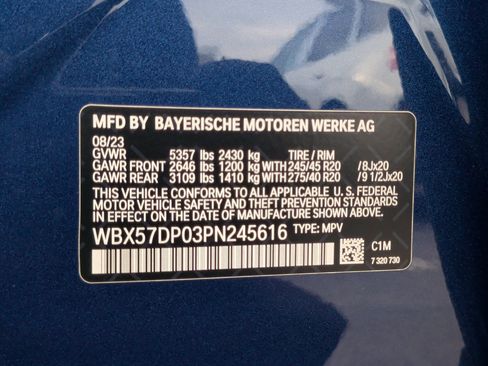 MFD BY BAYERISCHE MOTOREN WERKE AG
08/23
GVWR 5357 lbs 2430 kg TIRE / RIM
GAWR FRONT 2646 lbs 1200 kg WITH 245/45 R20 /8Jx20
GAWR REAR 3109 lbs 1410 kg WITH 275/40 R20 /9 1/2Jx20
THIS VEHICLE CONFORMS TO ALL APPLICABLE U. S. FEDERAL
MOTOR VEHICLE SAFETY AND THEFT PREVENTION STANDARDS
IN EFFECT ON THE DATE OF MANUFACTURE SHOWN ABOVE.
WBX57DP03PN245616 TYPE: MPV
C1M
7 320 730